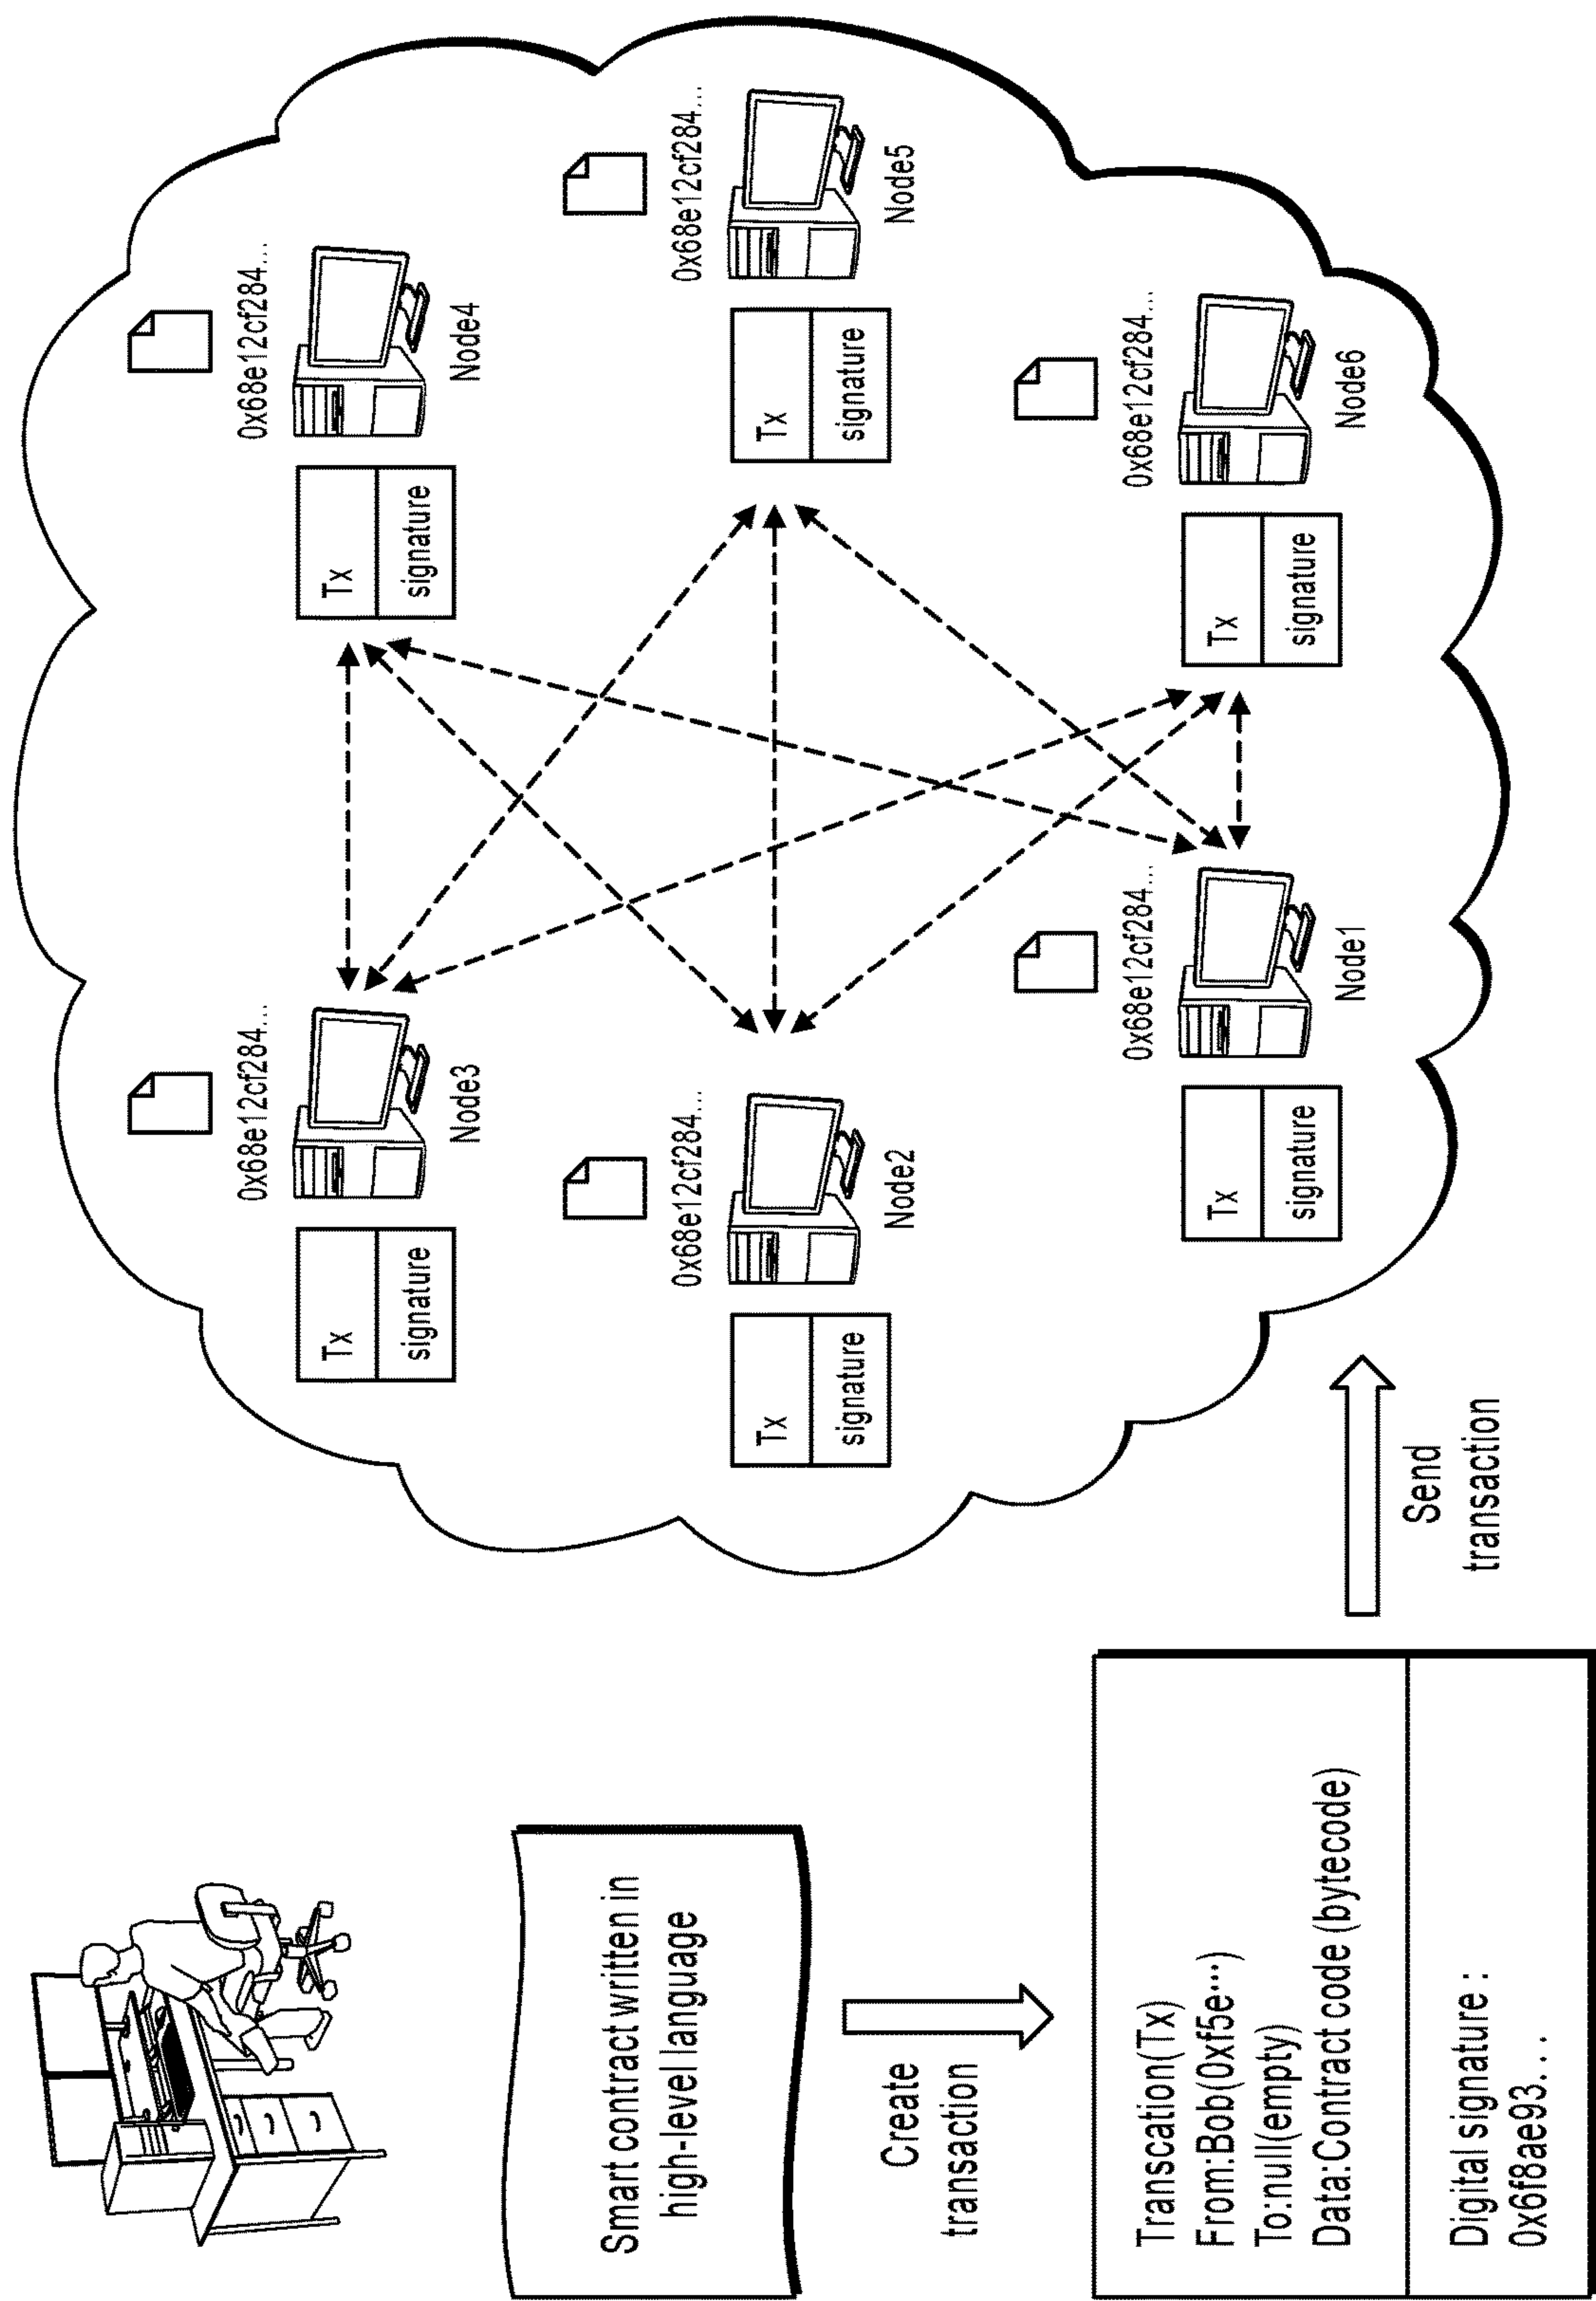 Smart contract written in
high-level language
Create
transaction
Transcation(Tx)
From:Bob(0xf5e···)
To:null(empty)
Data:Contract code (bytecode)
Digital signature :
0x6f8ae93...
Send
transaction
0x68e12cf284...
Tx
signature
Node3
0x68e12cf284...
Tx
signature
Node4
0x68e12cf284...
Tx
signature
Node2
0x68e12cf284...
Tx
signature
Node5
0x68e12cf284...
Tx
signature
Node1
0x68e12cf284...
Tx
signature
Node6